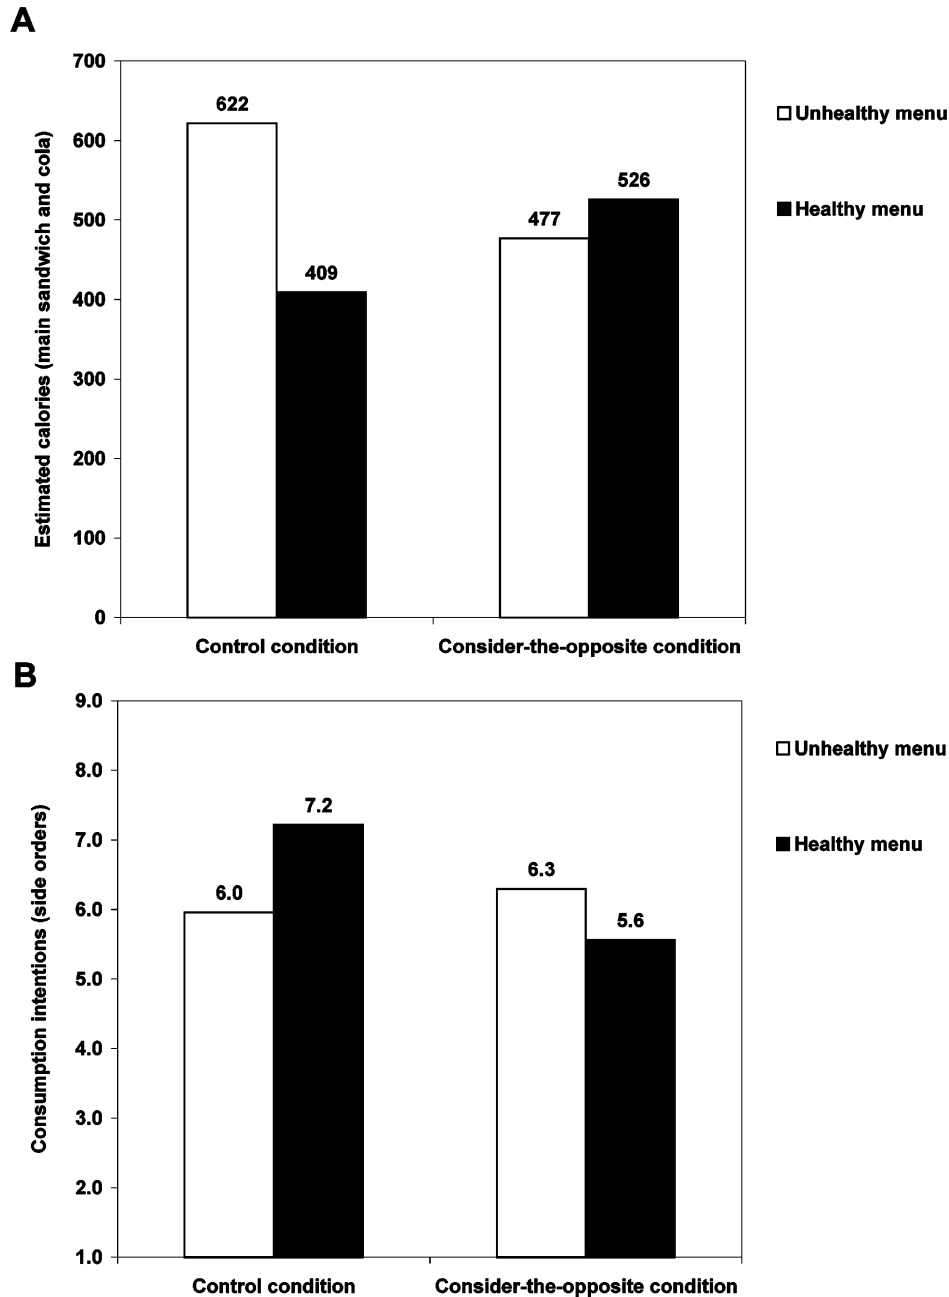 A
Estimated calories (main sandwich and cola)
700
600
500
400
300
200
100
0
622
409
477
526
Control condition
Consider-the-opposite condition
Unhealthy menu
Healthy menu
B
Consumption intentions (side orders)
9.0
8.0
7.0
6.0
5.0
4.0
3.0
2.0
1.0
6.0
7.2
6.3
5.6
Control condition
Consider-the-opposite condition
Unhealthy menu
Healthy menu